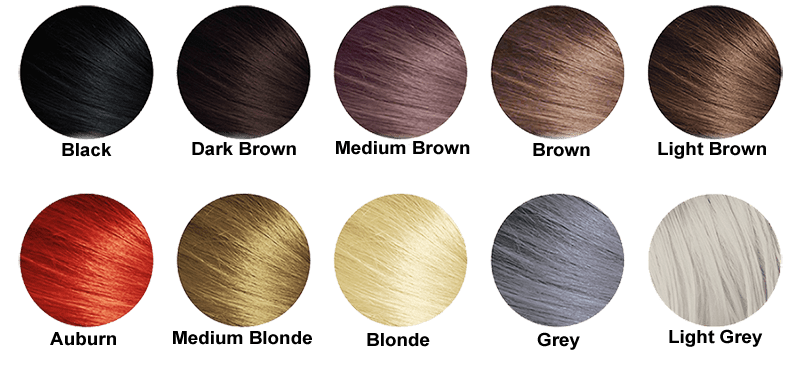 Black
Dark Brown
Medium Brown
Brown
Light Brown
Auburn
Medium Blonde
Blonde
Grey
Light Grey